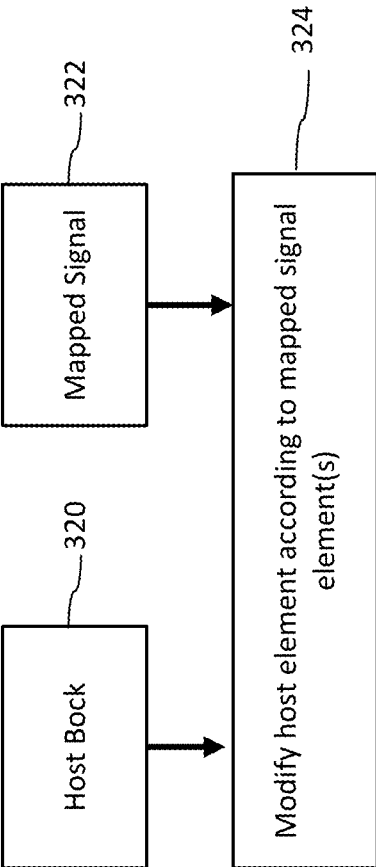 Host Bock
320
Mapped Signal
322
Modify host element according to mapped signal
element(s)
324